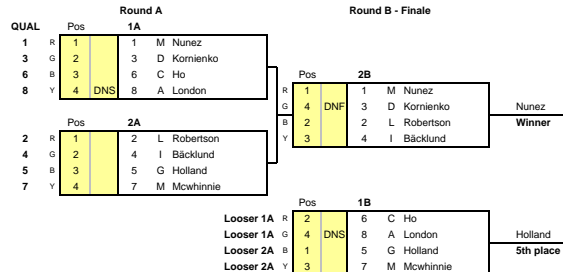 Round A Round B - Finale
QUAL Pos 1A
1 R 1 1 M Nunez
3 G 2 3 D Kornienko
6 B 3 6 C Ho
8 Y 4 DNS 8 A London
Pos 2A
2 R 1 2 L Robertson
4 G 2 4 I Bäcklund
5 B 3 5 G Holland
7 Y 4 7 M Mcwhinnie
Pos 2B
R 1 1 M Nunez
G 4 DNF 3 D Kornienko Nunez
B 2 2 L Robertson Winner
Y 3 4 I Bäcklund
Pos 1B
Looser 1A R 2 6 C Ho
Looser 1A G 4 DNS 8 A London Holland
Looser 2A B 1 5 G Holland 5th place
Looser 2A Y 3 7 M Mcwhinnie